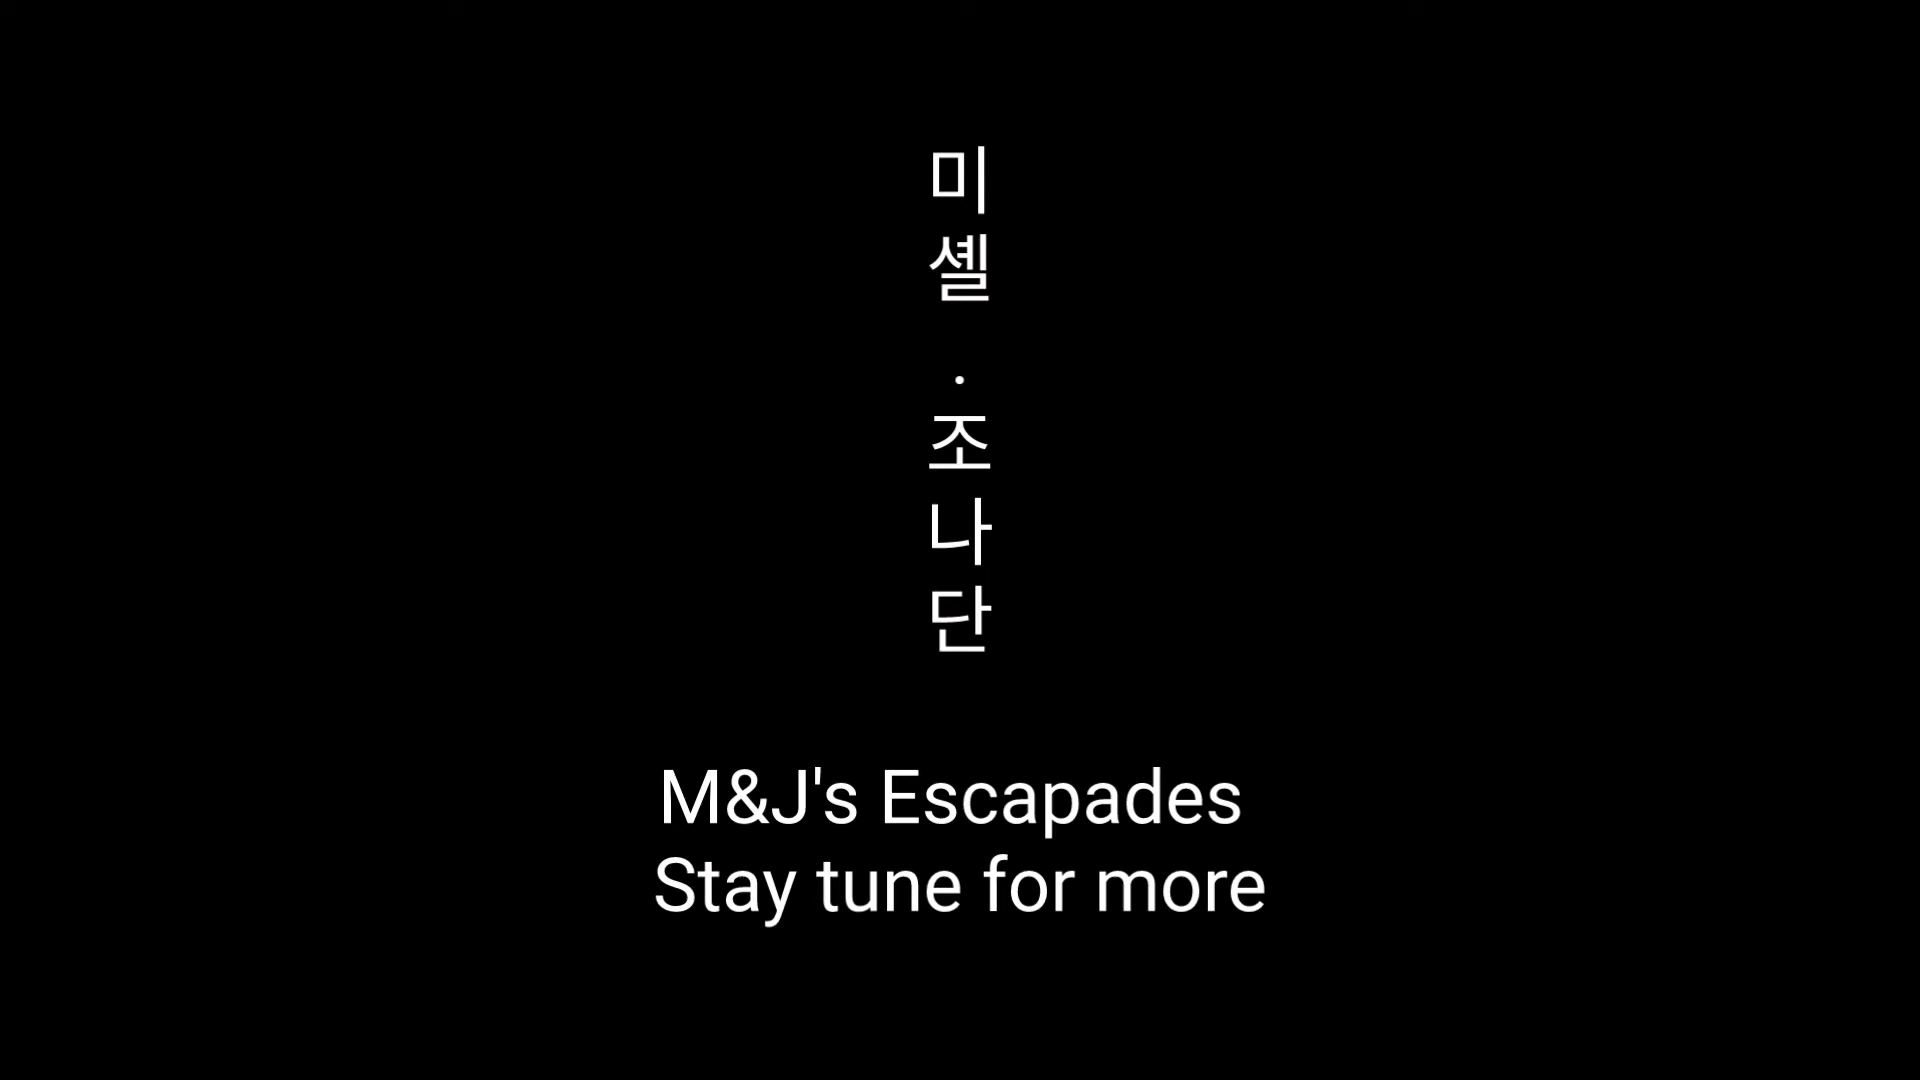 미
셸
.
조
나
단
M&J's Escapades
Stay tune for more